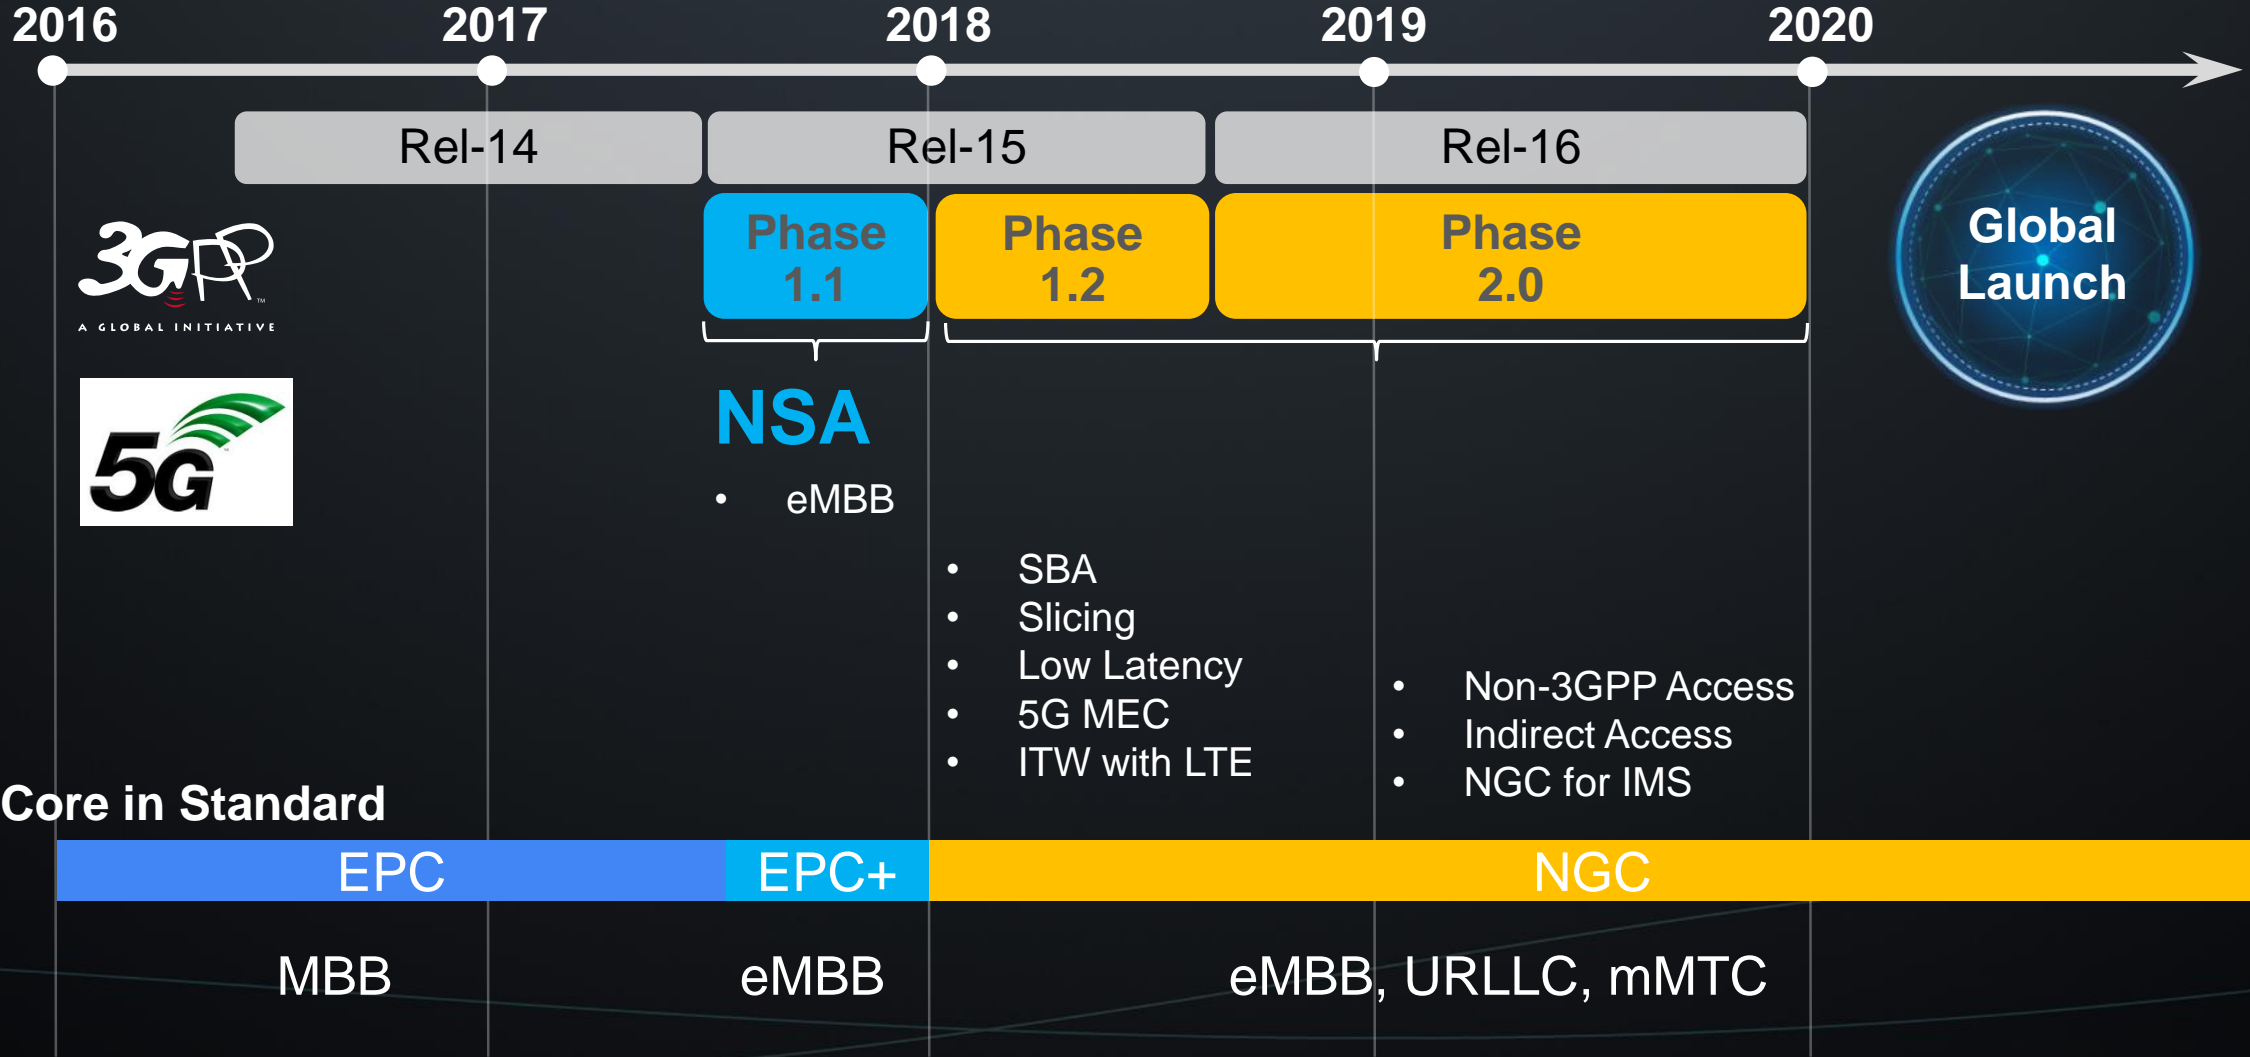 2016 2017 2018 2019 2020
Rel-14 Rel-15 Rel-16
Phase
1.1
Phase
1.2
Phase
2.0
Global
Launch
3GPP™
A GLOBAL INITIATIVE
5G™
NSA
• eMBB
• SBA
• Slicing
• Low Latency
• 5G MEC
• ITW with LTE
• Non-3GPP Access
• Indirect Access
• NGC for IMS
Core in Standard
EPC EPC+ NGC
MBB eMBB eMBB, URLLC, mMTC